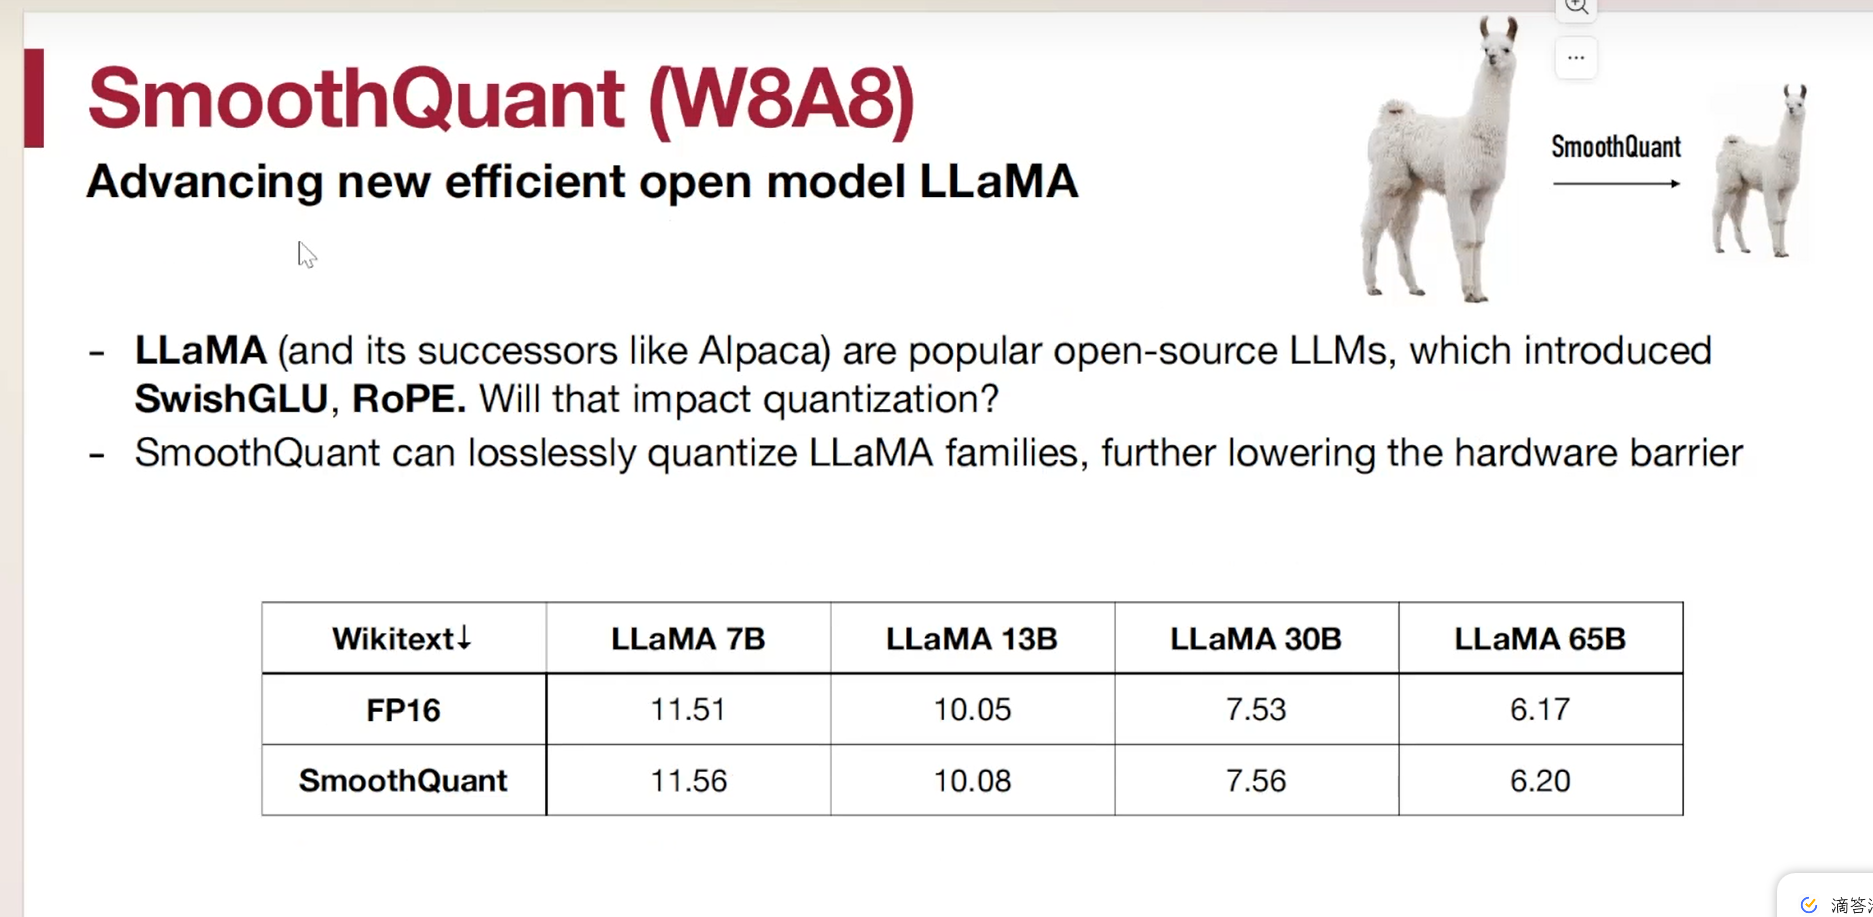 SmoothQuant (W8A8)
Advancing new efficient open model LLaMA
SmoothQuant
- LLaMA (and its successors like Alpaca) are popular open-source LLMs, which introduced
SwishGLU, RoPE. Will that impact quantization?
- SmoothQuant can losslessly quantize LLaMA families, further lowering the hardware barrier
Wikitext↓ LLaMA 7B LLaMA 13B LLaMA 30B LLaMA 65B
FP16 11.51 10.05 7.53 6.17
SmoothQuant 11.56 10.08 7.56 6.20
滴答